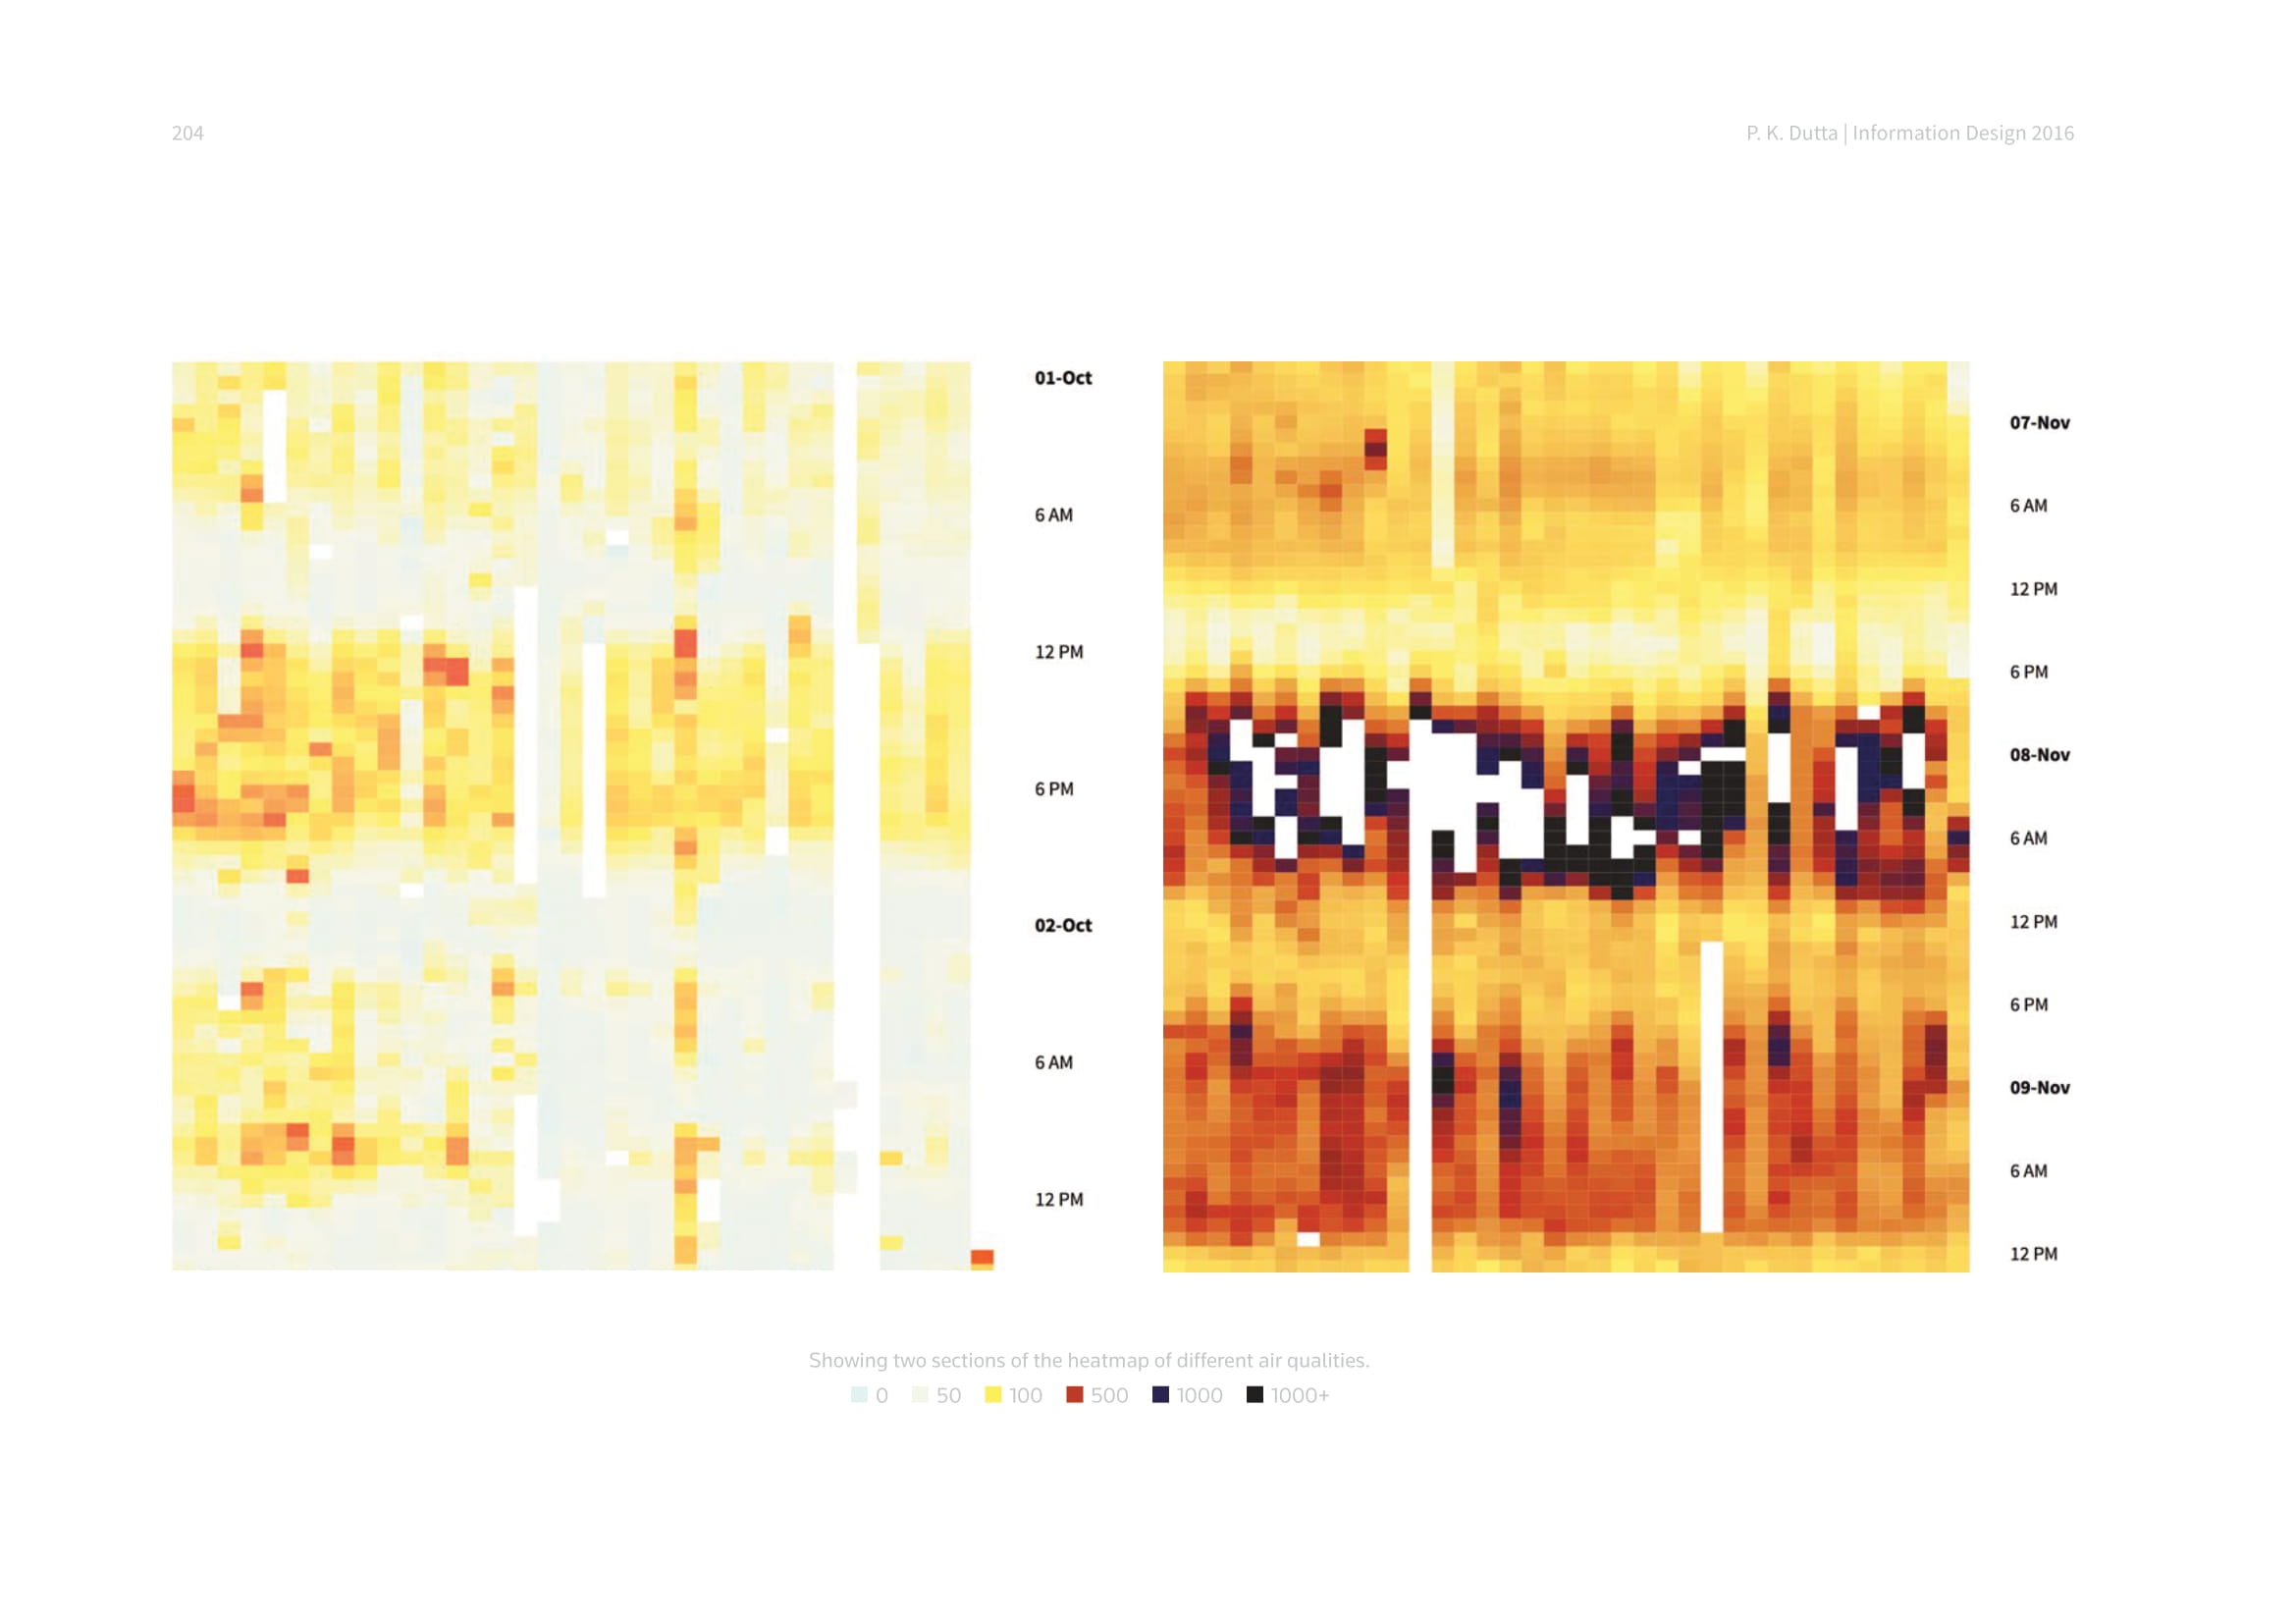 204
P. K. Dutta | Information Design 2016
01-Oct
6 AM
12 PM
6 PM
02-Oct
6 AM
12 PM
07-Nov
6 AM
12 PM
6 PM
08-Nov
6 AM
12 PM
6 PM
09-Nov
6 AM
12 PM
Showing two sections of the heatmap of different air qualities.
0 50 100 500 1000 1000+